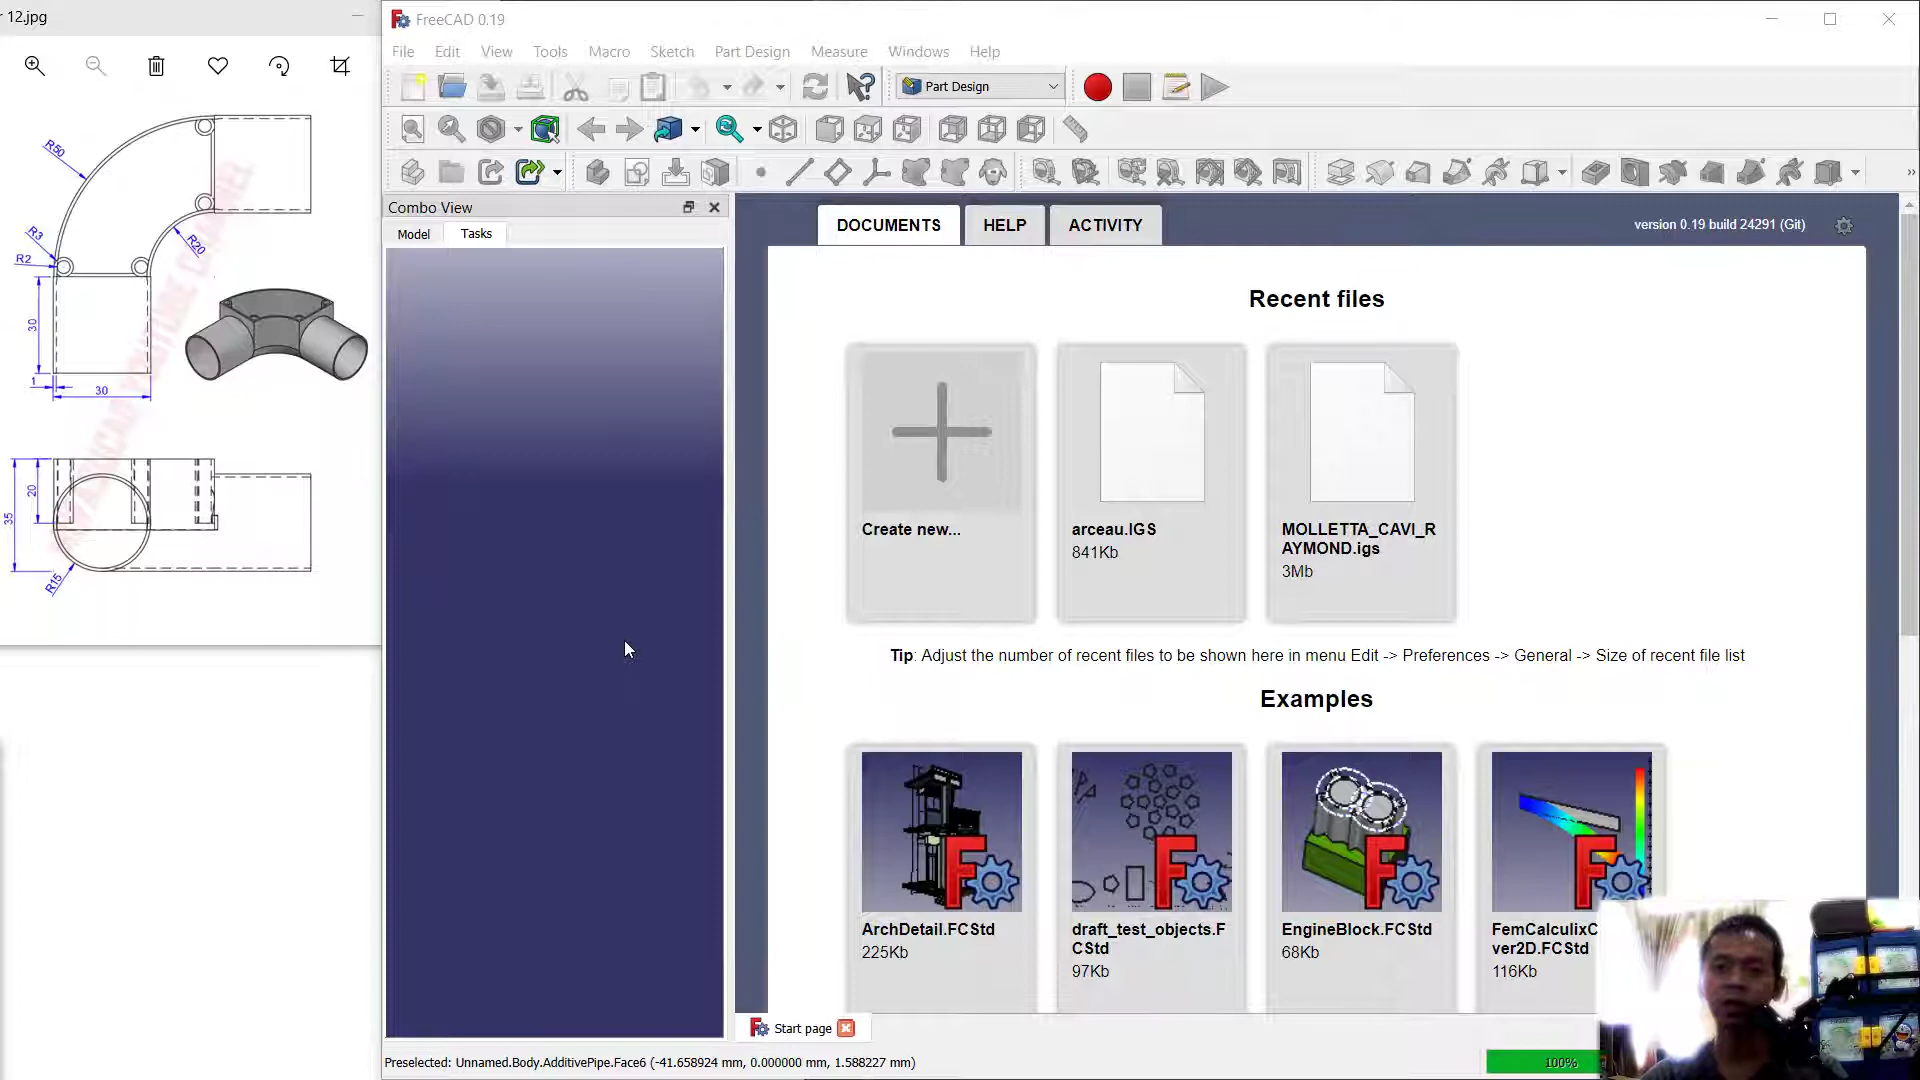 12.jpg
FreeCAD 0.19
File Edit View Tools Macro Sketch Part Design Measure Windows Help
Part Design
Combo View
Model Tasks
DOCUMENTS HELP ACTIVITY
version 0.19 build 24291 (Git)
Recent files
Create new...
arceau.IGS
841Kb
MOLLETTA_CAVI_R
AYMOND.igs
3Mb
Tip: Adjust the number of recent files to be shown here in menu Edit -> Preferences -> General -> Size of recent file list
Examples
ArchDetail.FCStd
225Kb
draft_test_objects.F
CStd
97Kb
EngineBlock.FCStd
68Kb
FemCalculixC
ver2D.FCStd
116Kb
Start page
Preselected: Unnamed.Body.AdditivePipe.Face6 (-41.658924 mm, 0.000000 mm, 1.588227 mm)
100%
R50
R3
R2
R20
30
1
30
35
20
R15